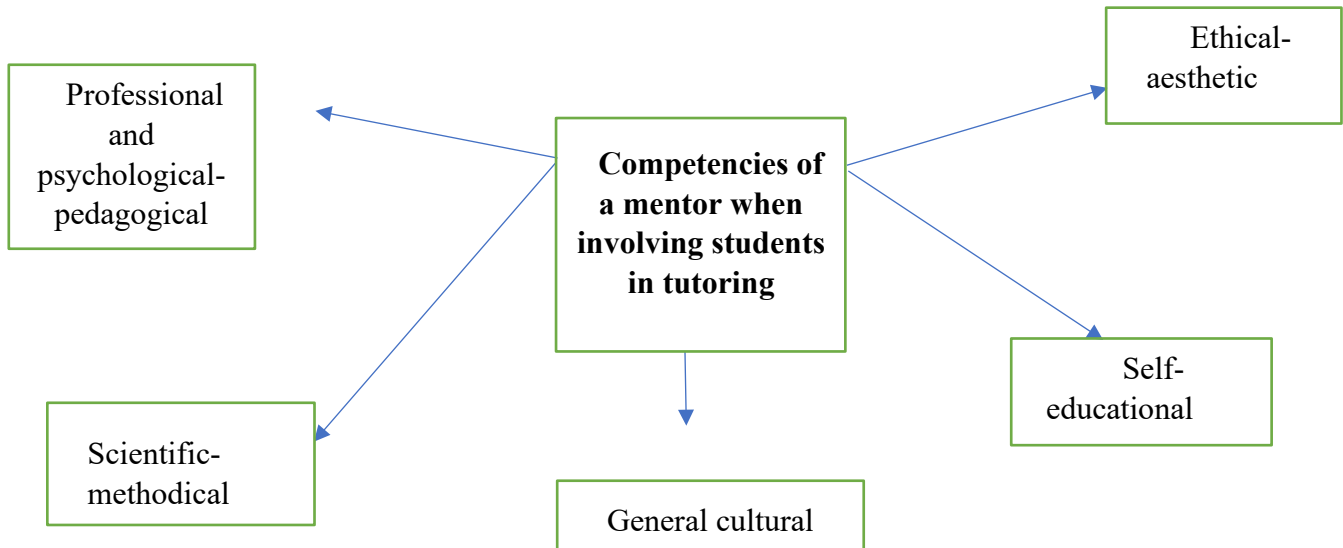 Professional
and
psychological-
pedagogical
Competencies of
a mentor when
involving students
in tutoring
Ethical-
aesthetic
Scientific-
methodical
General cultural
Self-
educational